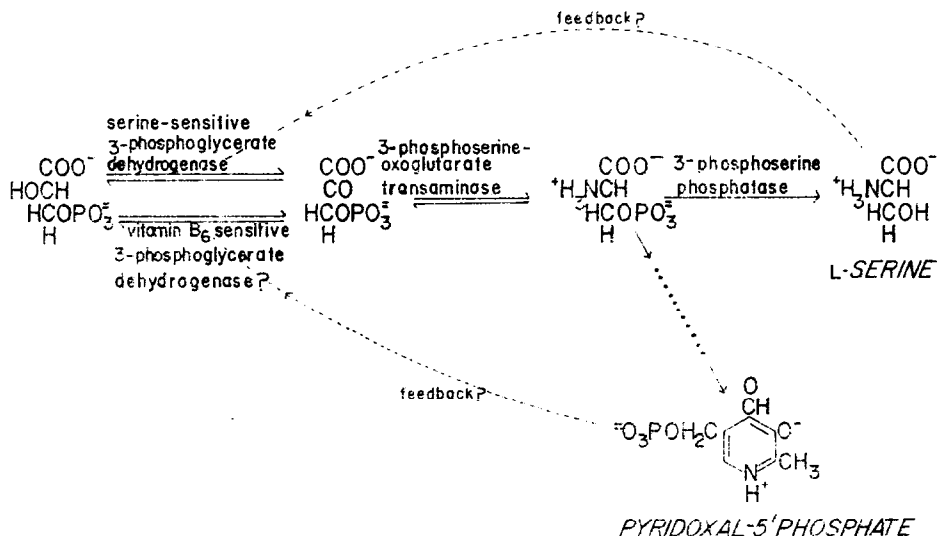 feedback?
serine-sensitive
3-phosphoglycerate
dehydrogenase
COO⁻
HOCH
HCOPO₃⁼
H
vitamin B₆ sensitive
3-phosphoglycerate
dehydrogenase?
COO⁻
CO
HCOPO₃⁼
H
3-phosphoserine-
oxoglutarate
transaminase
COO⁻
⁺H₃NCH
HCOPO₃⁼
H
3-phosphoserine
phosphatase
COO⁻
⁺H₃NCH
HCOH
H
L-SERINE
feedback?
O
CH
⁼O₃POH₂C
O⁻
CH₃
N
H⁺
PYRIDOXAL-5'PHOSPHATE